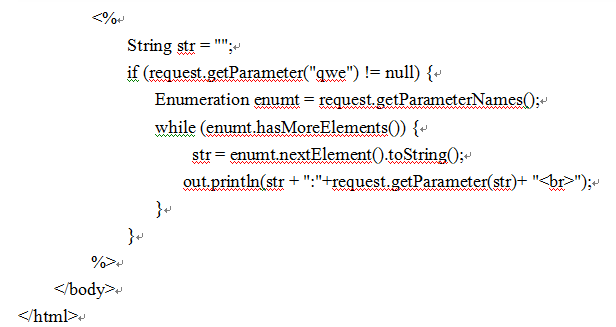 <%
String str = "";
if (request.getParameter("qwe") != null) {
Enumeration enumt = request.getParameterNames();
while (enumt.hasMoreElements()) {
str = enumt.nextElement().toString();
out.println(str + ":"+request.getParameter(str)+ "<br>");
}
}
%>
</body>
</html>